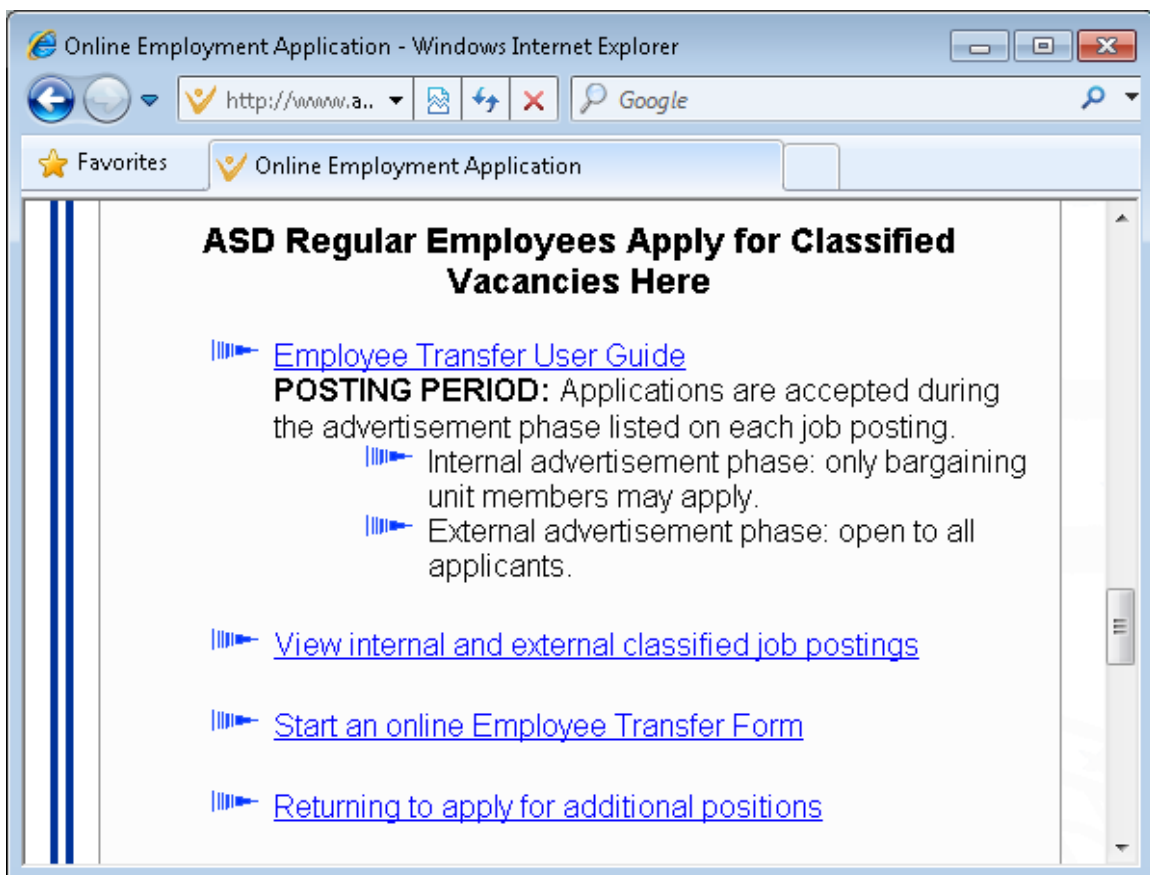 Online Employment Application - Windows Internet Explorer
http://www.a..
Google
Favorites
Online Employment Application
ASD Regular Employees Apply for Classified
Vacancies Here
Employee Transfer User Guide
POSTING PERIOD: Applications are accepted during
the advertisement phase listed on each job posting.
Internal advertisement phase: only bargaining
unit members may apply.
External advertisement phase: open to all
applicants.
View internal and external classified job postings
Start an online Employee Transfer Form
Returning to apply for additional positions